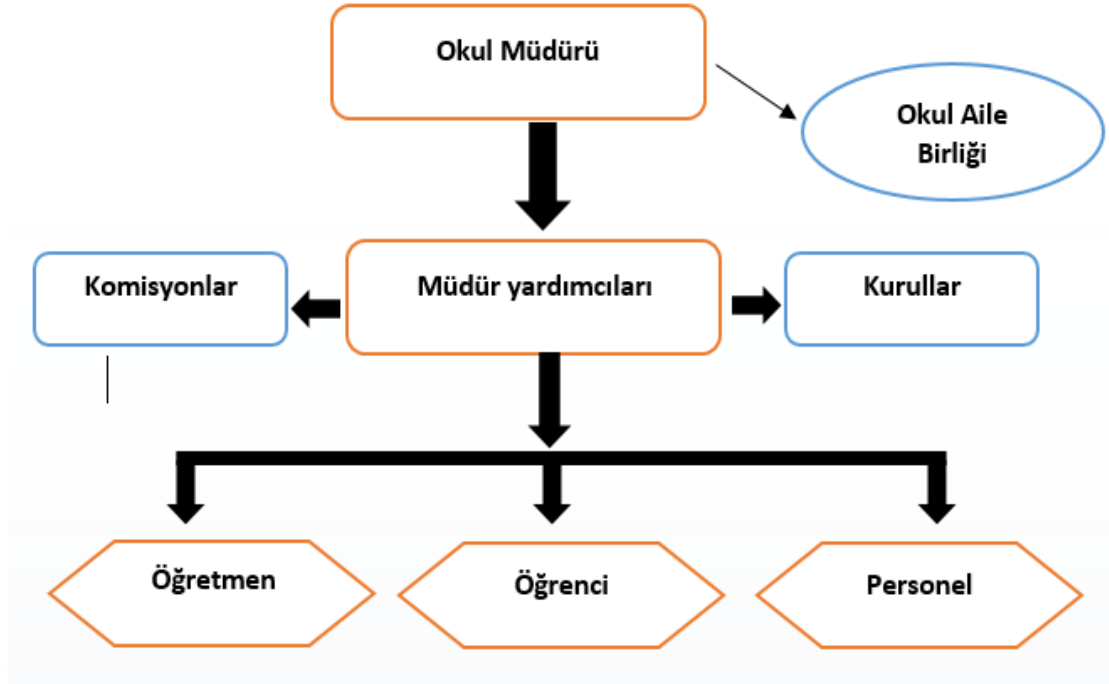 Okul Müdürü
Okul Aile
Birliği
Komisyonlar
Müdür yardımcıları
Kurullar
Öğretmen
Öğrenci
Personel